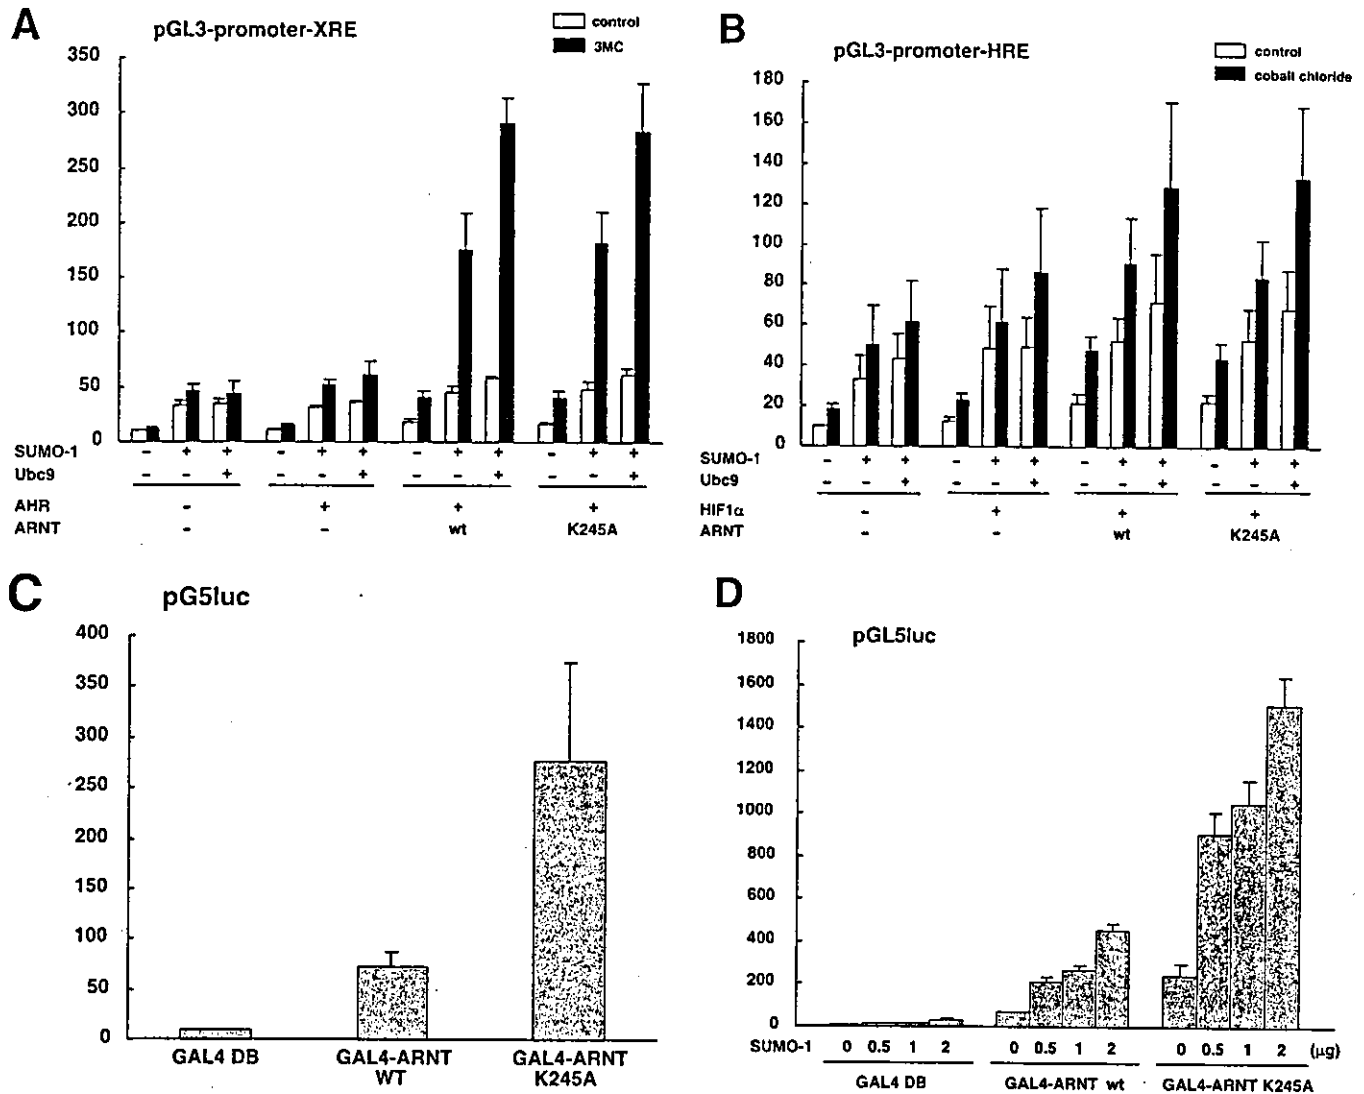 A
pGL3-promoter-XRE
control
3MC
350
300
250
200
150
100
50
0
SUMO-1 - + + - + + - + + - + +
Ubc9 - - + - - + - - + - - +
AHR - + + +
ARNT - - wt K245A
B
pGL3-promoter-HRE
control
cobalt chloride
180
160
140
120
100
80
60
40
20
0
SUMO-1 - + + - + + - + + - + +
Ubc9 - - + - - + - - + - - +
HIF1α - - + +
ARNT - - wt K245A
C
pG5luc
400
350
300
250
200
150
100
50
0
GAL4 DB GAL4-ARNT GAL4-ARNT
WT K245A
D
pGL5luc
1800
1600
1400
1200
1000
800
600
400
200
0
SUMO-1 0 0.5 1 2 0 0.5 1 2 0 0.5 1 2 (μg)
GAL4 DB GAL4-ARNT wt GAL4-ARNT K245A